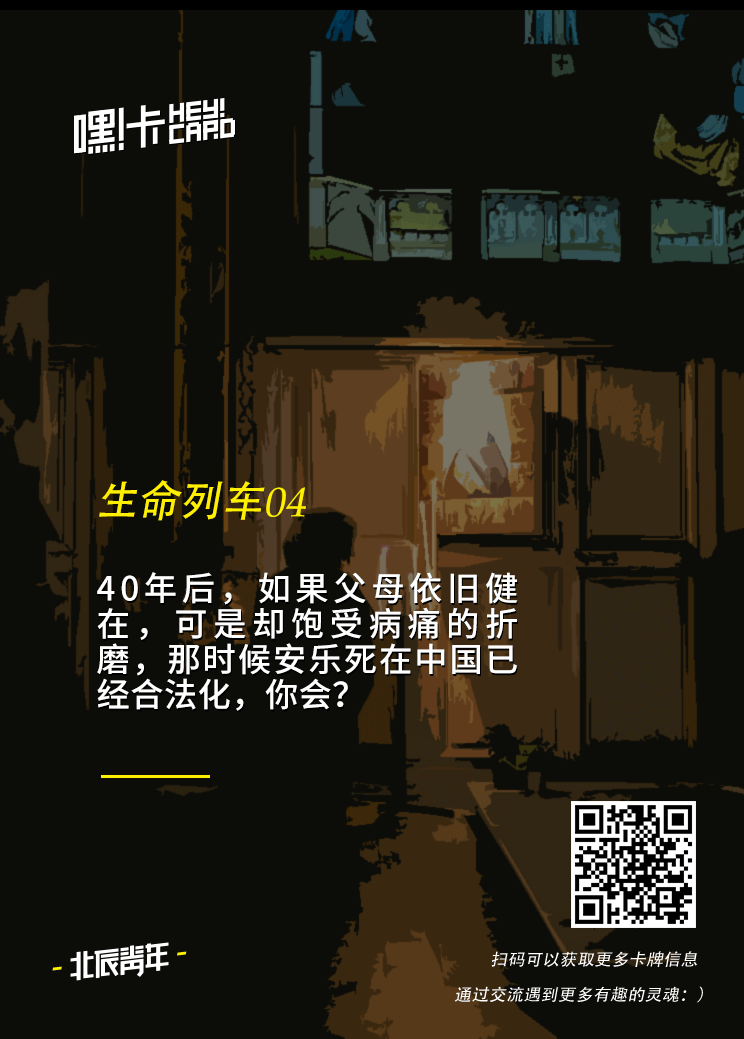 嘿!卡 HEY! CARD
生命列车04
40年后，如果父母依旧健
在，可是却饱受病痛的折
磨，那时候安乐死在中国已
经合法化，你会？
- 北辰青年 -
扫码可以获取更多卡牌信息
通过交流遇到更多有趣的灵魂：）